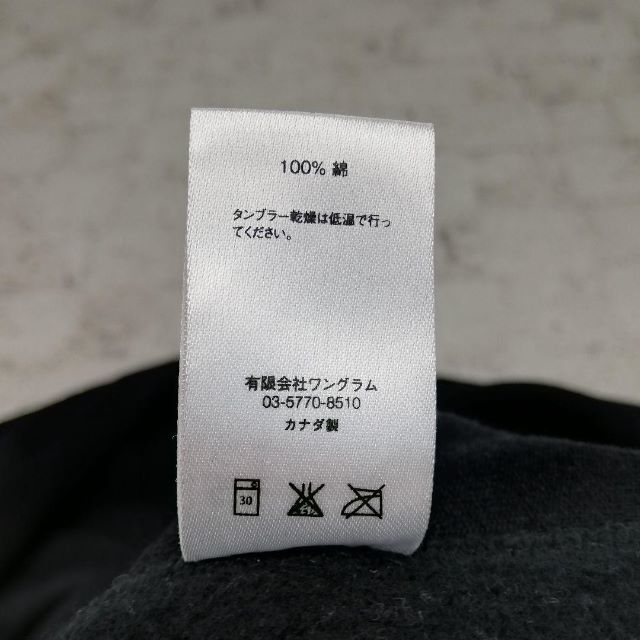 100% 綿
タンブラー乾燥は低温で行っ
てください。
有限会社ワングラム
03-5770-8510
カナダ製
30